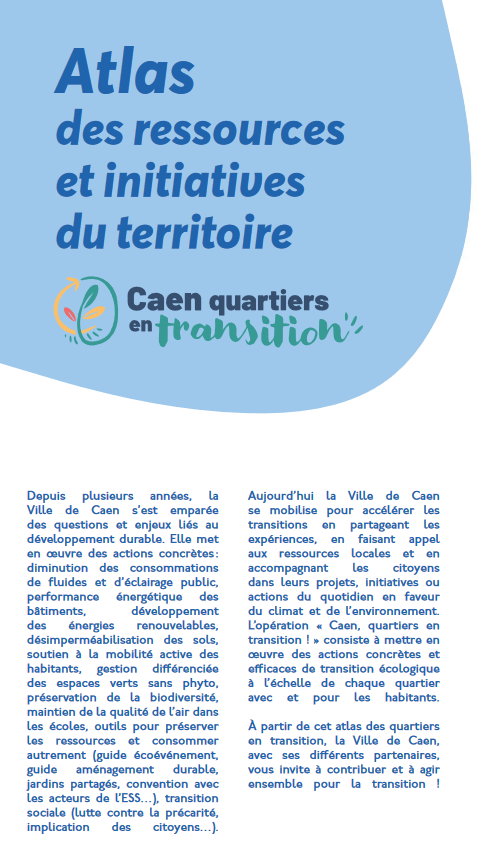 Atlas
des ressources
et initiatives
du territoire
Caen quartiers
en transition
Depuis plusieurs années, la
Ville de Caen s'est emparée
des questions et enjeux liés au
développement durable. Elle met
en œuvre des actions concrètes :
diminution des consommations
de fluides et d'éclairage public,
performance énergétique des
bâtiments, développement
des énergies renouvelables,
désimperméabilisation des sols,
soutien à la mobilité active des
habitants, gestion différenciée
des espaces verts sans phyto,
préservation de la biodiversité,
maintien de la qualité de l'air dans
les écoles, outils pour préserver
les ressources et consommer
autrement (guide écoévénement,
guide aménagement durable,
jardins partagés, convention avec
les acteurs de l'ESS…), transition
sociale (lutte contre la précarité,
implication des citoyens…).
Aujourd'hui la Ville de Caen
se mobilise pour accélérer les
transitions en partageant les
expériences, en faisant appel
aux ressources locales et en
accompagnant les citoyens
dans leurs projets, initiatives ou
actions du quotidien en faveur
du climat et de l'environnement.
L'opération « Caen, quartiers en
transition ! » consiste à mettre en
œuvre des actions concrètes et
efficaces de transition écologique
à l'échelle de chaque quartier
avec et pour les habitants.
À partir de cet atlas des quartiers
en transition, la Ville de Caen,
avec ses différents partenaires,
vous invite à contribuer et à agir
ensemble pour la transition !